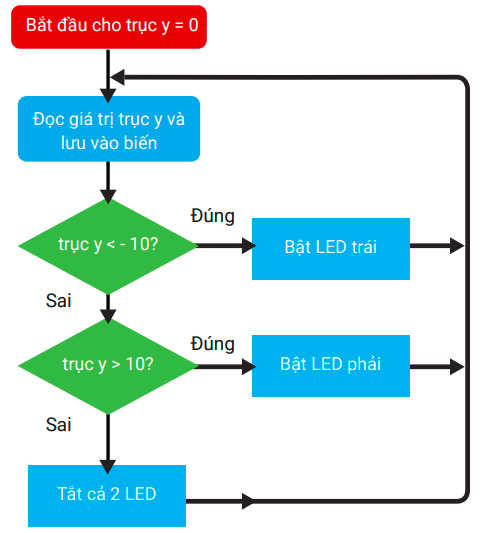 Bắt đầu cho trục y = 0
Đọc giá trị trục y và
lưu vào biến
trục y < - 10?
Đúng
Bật LED trái
Sai
trục y > 10?
Đúng
Bật LED phải
Sai
Tắt cả 2 LED